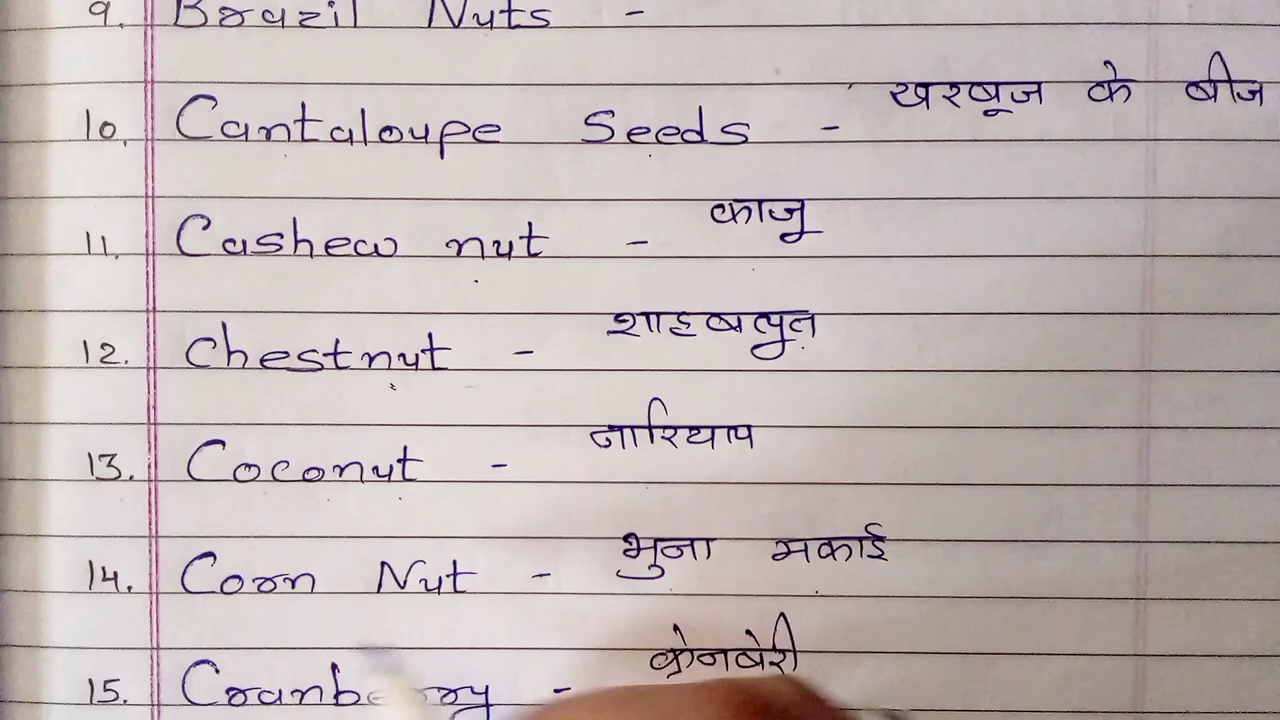 9. Brazil Nuts -
10. Cantaloupe Seeds - खरबूज के बीज
11. Cashew nut - काजू
12. Chestnut - शाहबलूत
13. Coconut - नारियाप
14. Corn Nut - भुना मकाई
15. Cranberry - क्रेनबेरी